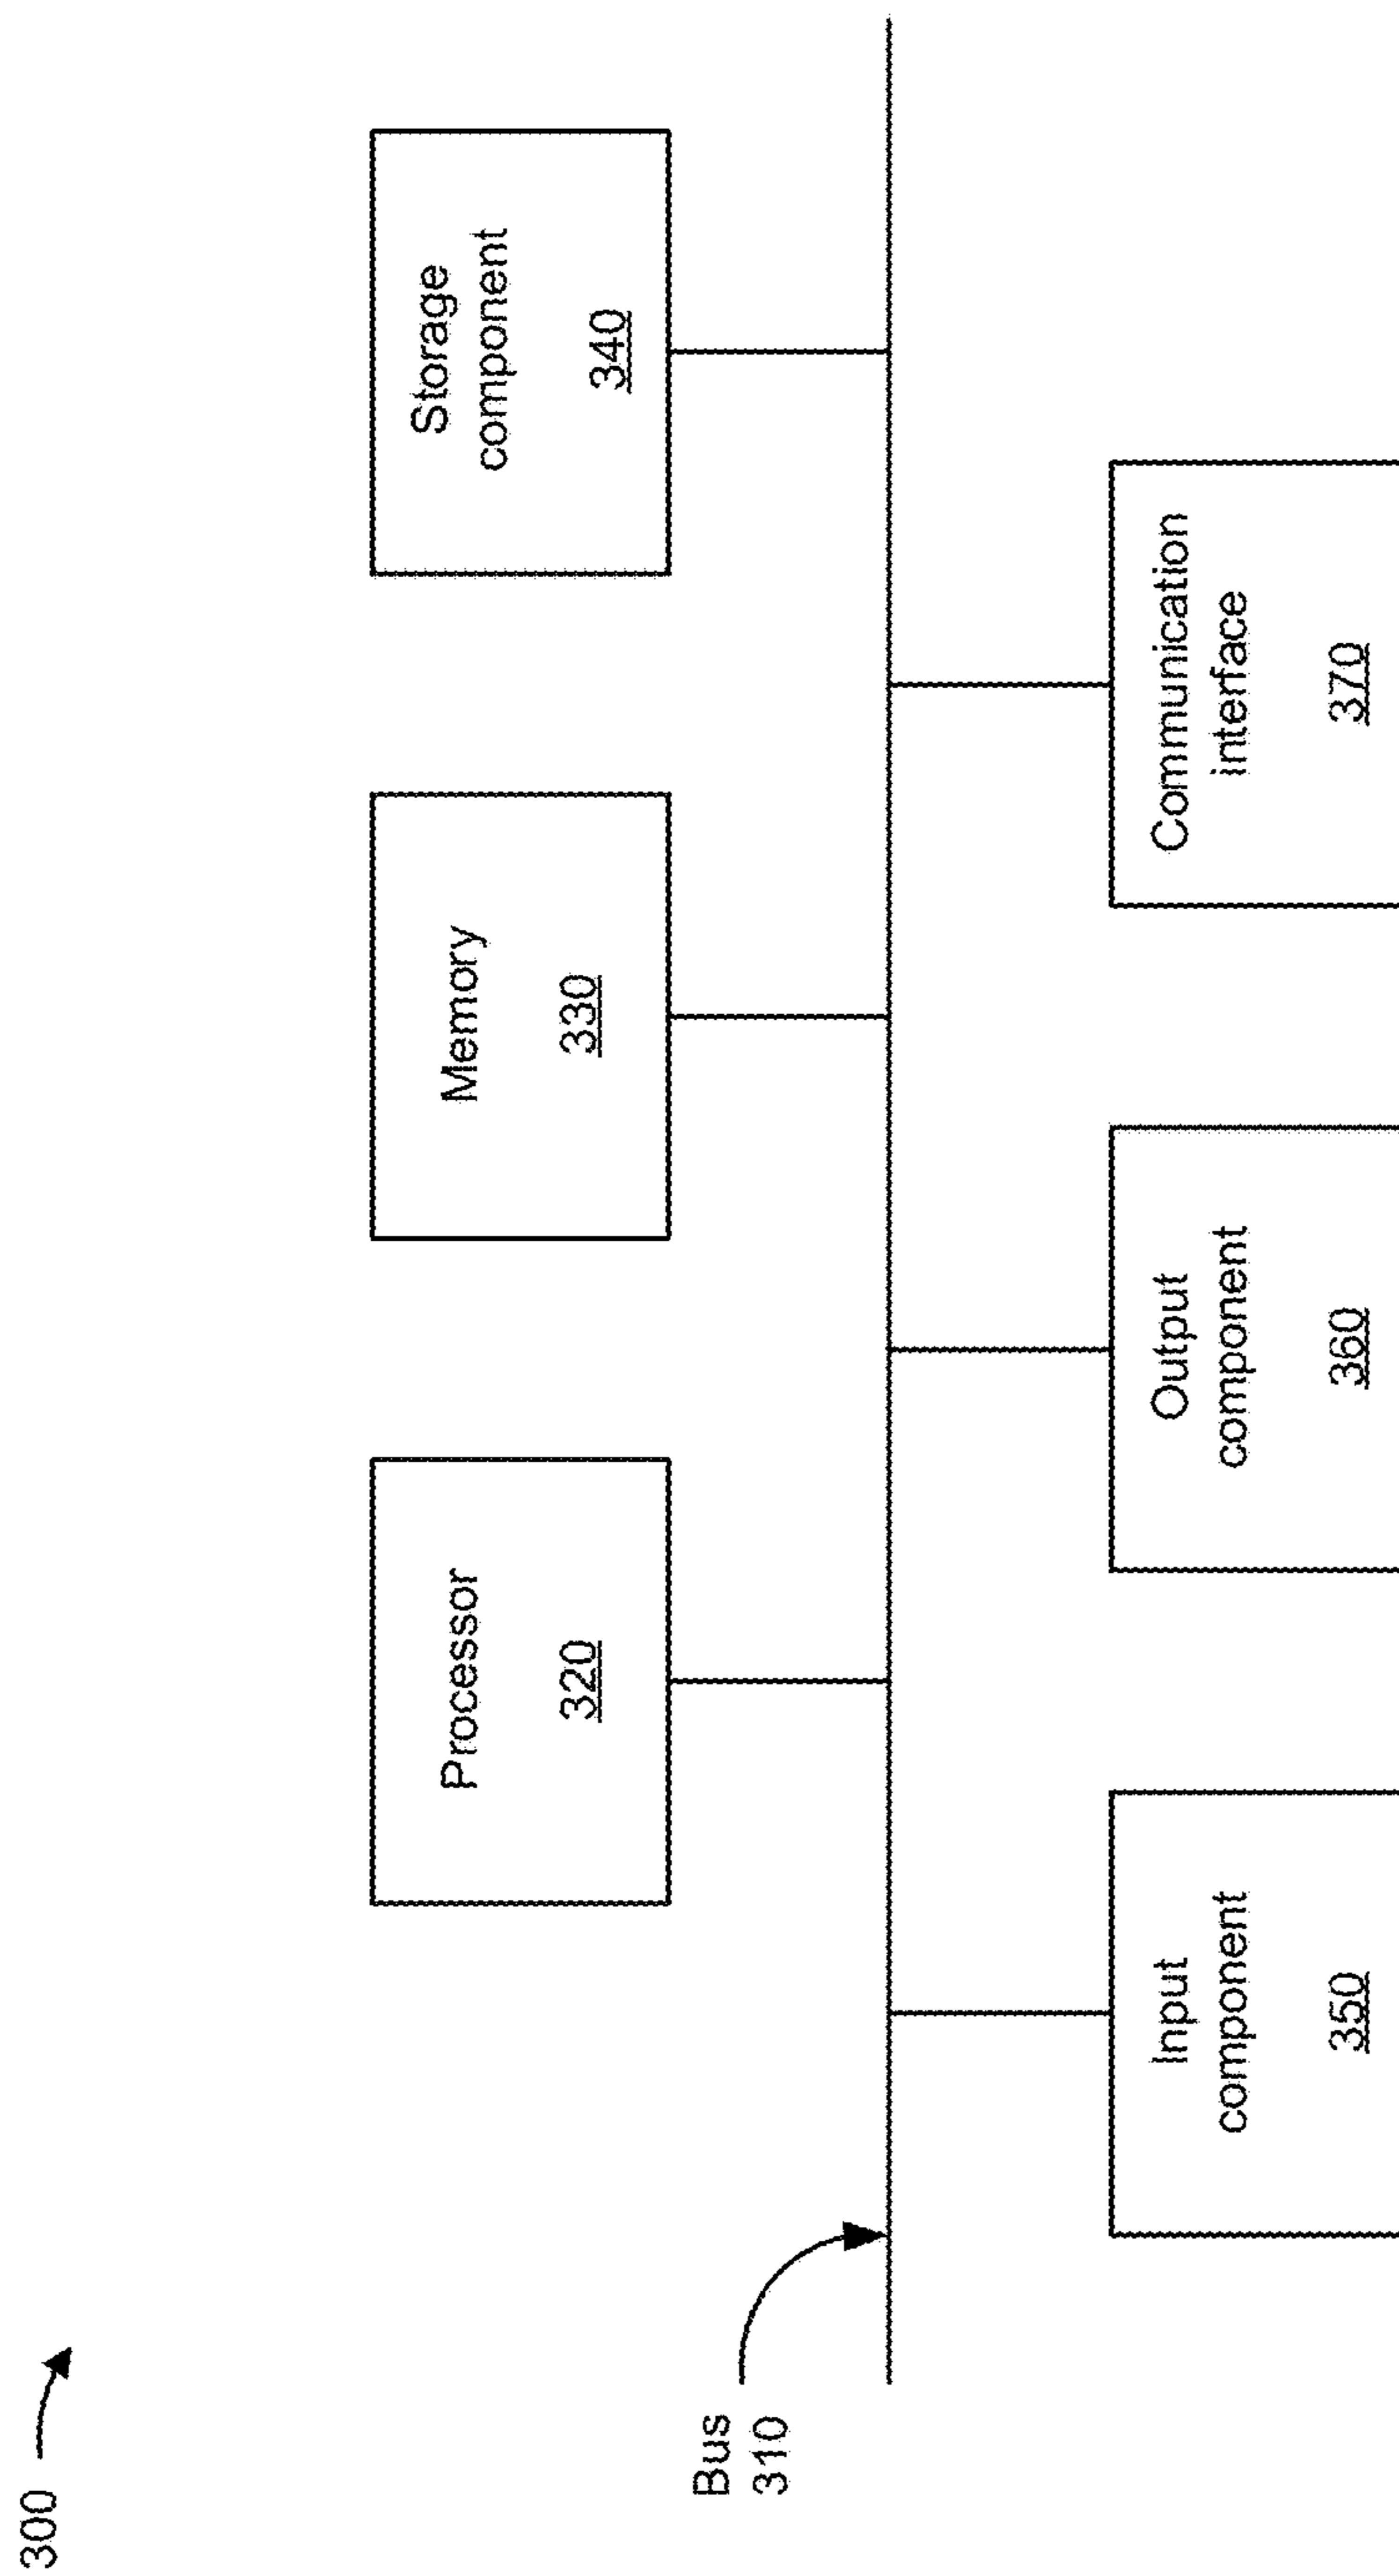 300
Processor
320
Memory
330
Storage
component
340
Bus
310
Input
component
350
Output
component
360
Communication
interface
370